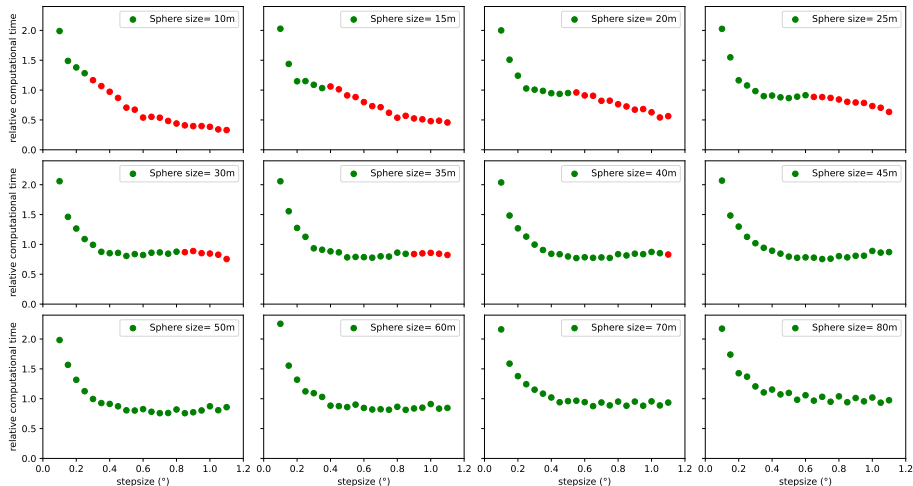 Sphere size= 10m
Sphere size= 15m
Sphere size= 20m
Sphere size= 25m
relative computational time
2.0
1.5
1.0
0.5
0.0
Sphere size= 30m
Sphere size= 35m
Sphere size= 40m
Sphere size= 45m
relative computational time
2.0
1.5
1.0
0.5
0.0
Sphere size= 50m
Sphere size= 60m
Sphere size= 70m
Sphere size= 80m
relative computational time
2.0
1.5
1.0
0.5
0.0
0.0 0.2 0.4 0.6 0.8 1.0 1.2
0.0 0.2 0.4 0.6 0.8 1.0 1.2
0.0 0.2 0.4 0.6 0.8 1.0 1.2
0.0 0.2 0.4 0.6 0.8 1.0 1.2
stepsize (°)
stepsize (°)
stepsize (°)
stepsize (°)